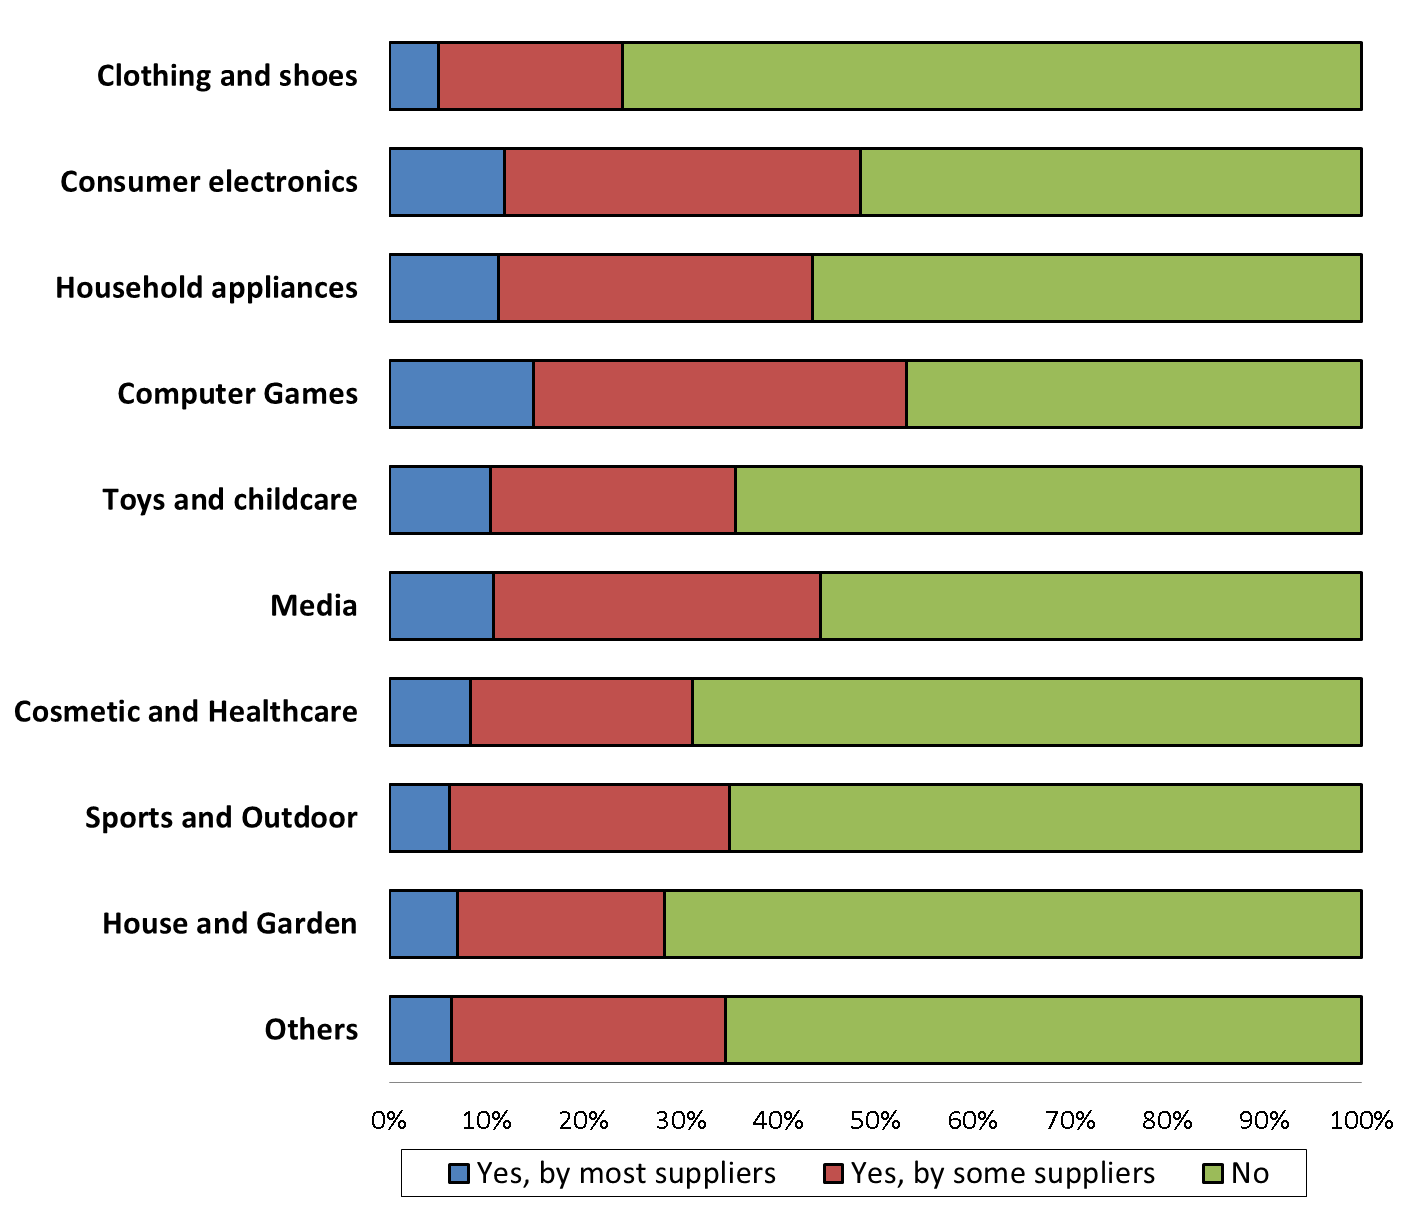 Clothing and shoes
Consumer electronics
Household appliances
Computer Games
Toys and childcare
Media
Cosmetic and Healthcare
Sports and Outdoor
House and Garden
Others
0% 10% 20% 30% 40% 50% 60% 70% 80% 90% 100%
Yes, by most suppliers Yes, by some suppliers No